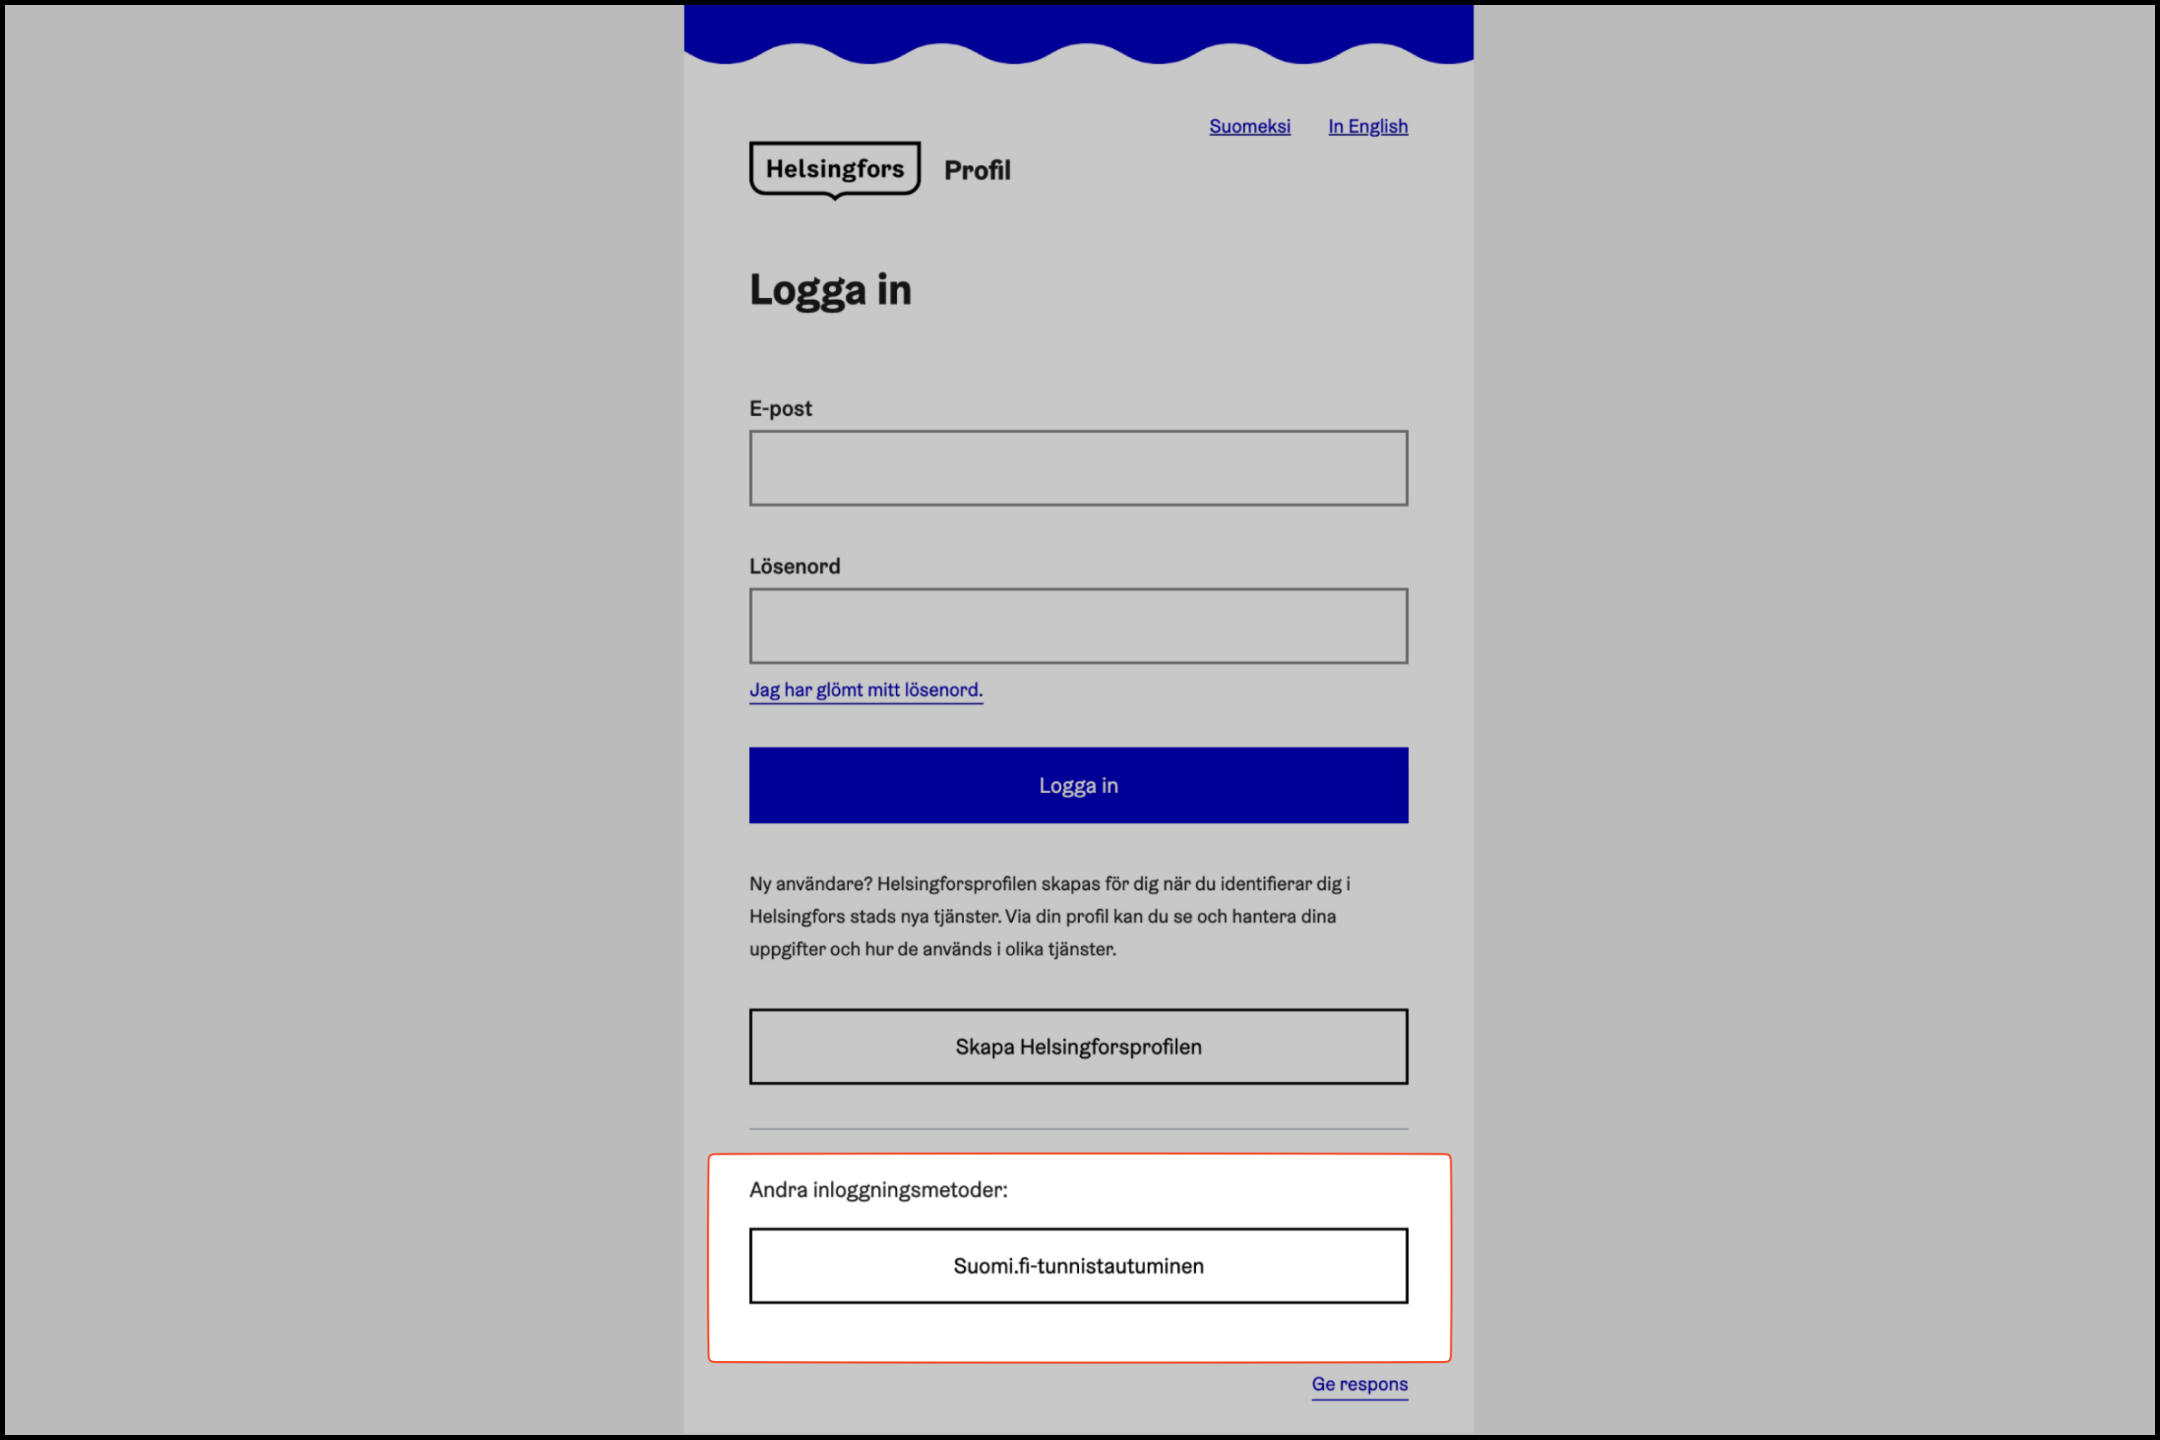 Suomeksi In English
Helsingfors Profil
Logga in
E-post
Lösenord
Jag har glömt mitt lösenord.
Logga in
Ny användare? Helsingforsprofilen skapas för dig när du identifierar dig i
Helsingfors stads nya tjänster. Via din profil kan du se och hantera dina
uppgifter och hur de används i olika tjänster.
Skapa Helsingforsprofilen
Andra inloggningsmetoder:
Suomi.fi-tunnistautuminen
Ge respons